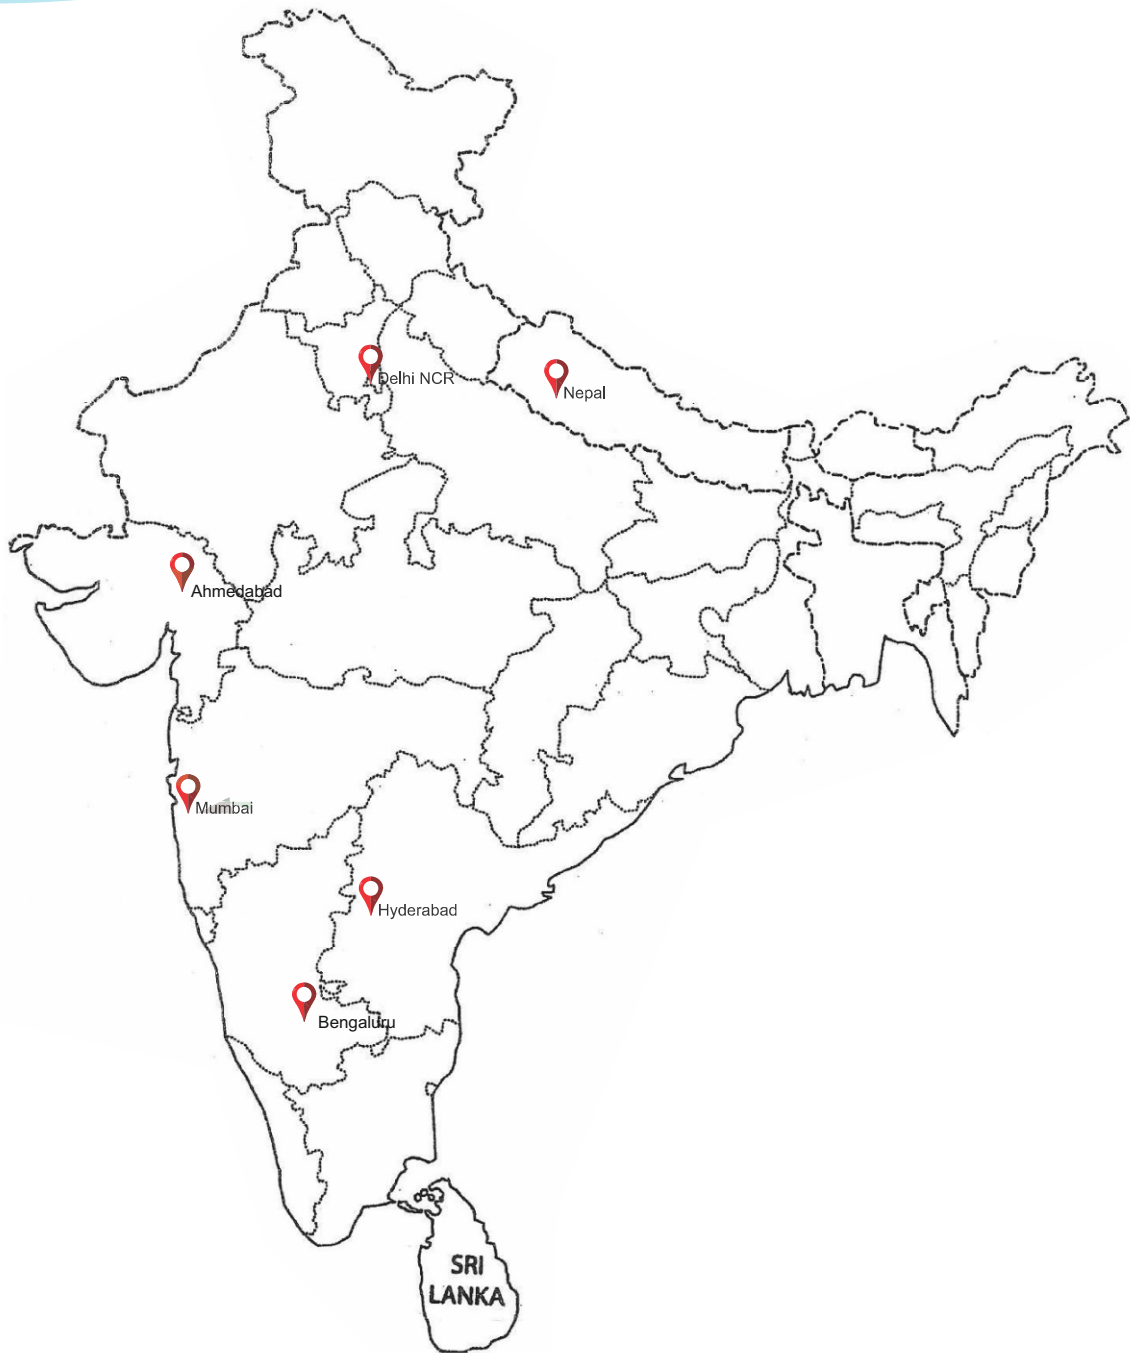 Delhi NCR
Nepal
Ahmedabad
Mumbai
Hyderabad
Bengaluru
SRI
LANKA